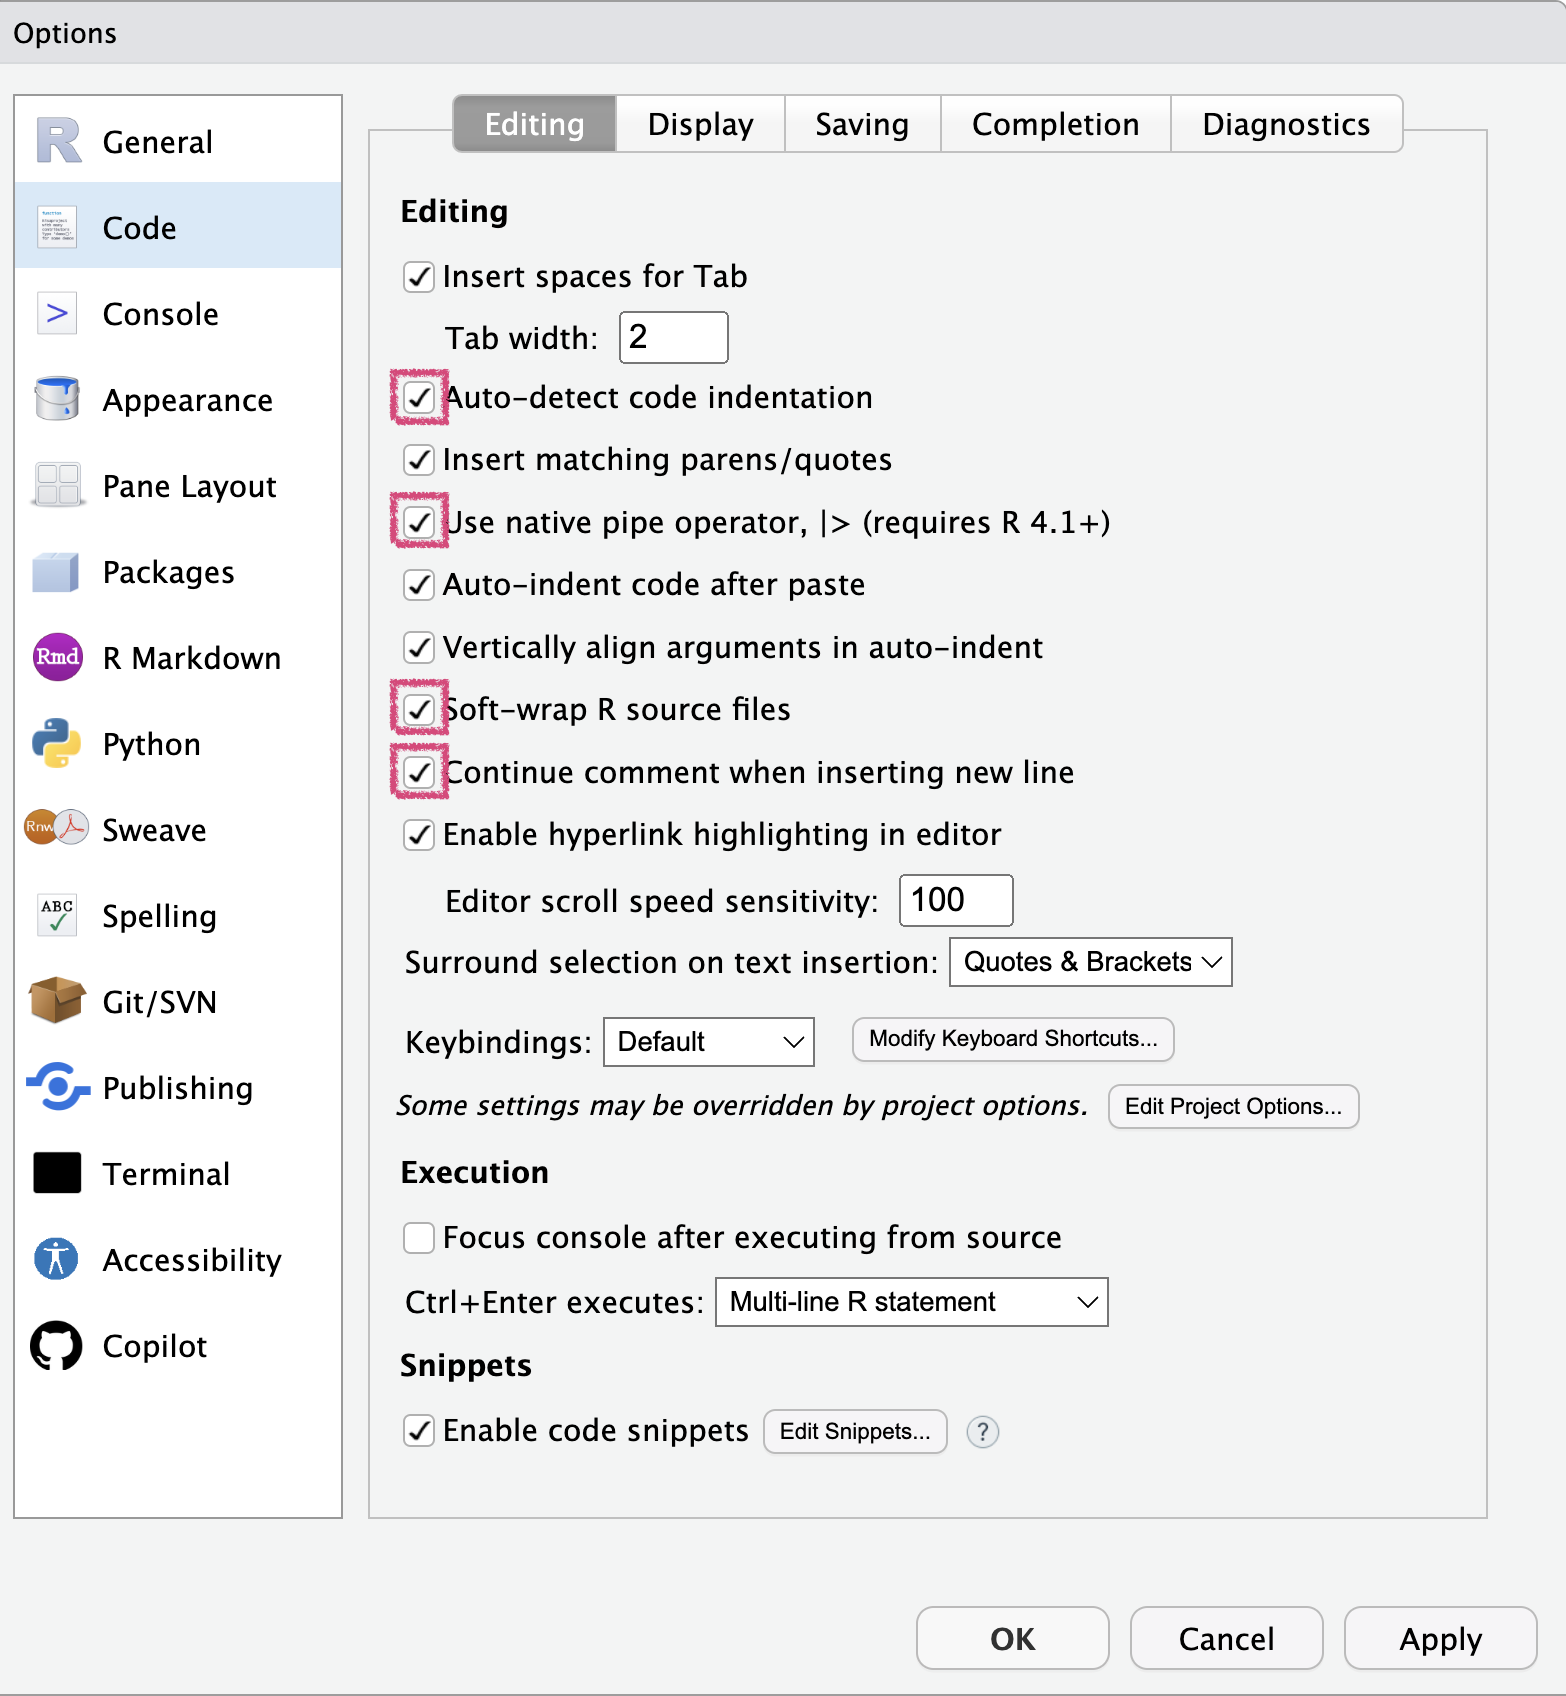 Options
General
Code
Console
Appearance
Pane Layout
Packages
Rmd
R Markdown
Python
Rnw
Sweave
ABC
Spelling
Git/SVN
Publishing
Terminal
Accessibility
Copilot
Editing Display Saving Completion Diagnostics
Editing
Insert spaces for Tab
Tab width: 2
Auto-detect code indentation
Insert matching parens/quotes
Use native pipe operator, |> (requires R 4.1+)
Auto-indent code after paste
Vertically align arguments in auto-indent
Soft-wrap R source files
Continue comment when inserting new line
Enable hyperlink highlighting in editor
Editor scroll speed sensitivity: 100
Surround selection on text insertion: Quotes & Brackets
Keybindings: Default Modify Keyboard Shortcuts...
Some settings may be overridden by project options. Edit Project Options...
Execution
Focus console after executing from source
Ctrl+Enter executes: Multi-line R statement
Snippets
Enable code snippets Edit Snippets... ?
OK Cancel Apply